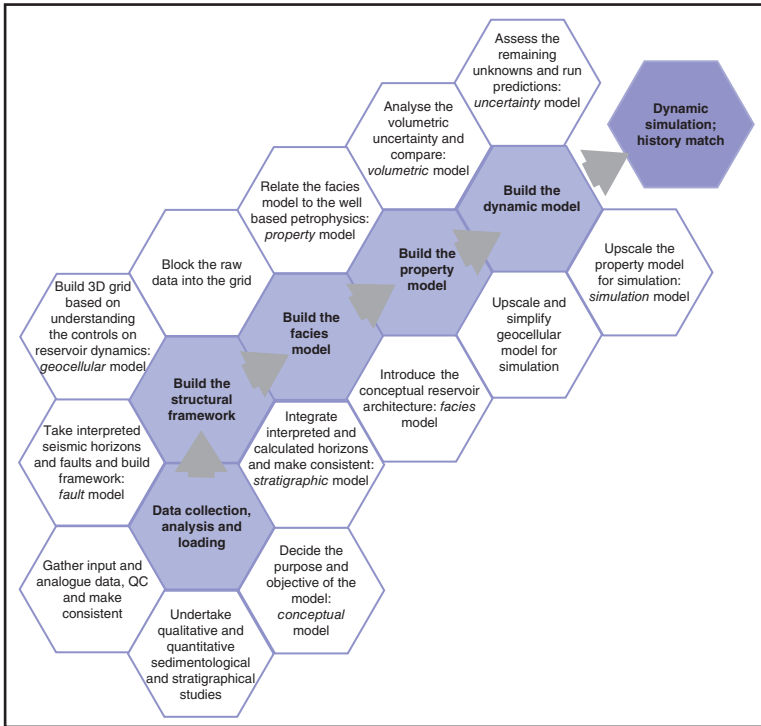 Assess the
remaining
unknowns and run
predictions:
uncertainty model
Dynamic
simulation;
history match
Analyse the
volumetric
uncertainty and
compare:
volumetric model
Build the
dynamic model
Relate the facies
model to the well
based petrophysics:
property model
Build the
property
model
Upscale the
property model
for simulation:
simulation model
Block the raw
data into the grid
Build 3D grid
based on
understanding
the controls on
reservoir dynamics:
geocellular model
Build the
facies
model
Upscale and
simplify
geocellular
model for
simulation
Build the
structural
framework
Introduce the
conceptual reservoir
architecture: facies
model
Take interpreted
seismic horizons
and faults and build
framework:
fault model
Integrate
interpreted and
calculated horizons
and make consistent:
stratigraphic model
Data collection,
analysis and
loading
Gather input and
analogue data, QC
and make
consistent
Decide the
purpose and
objective of the
model:
conceptual
model
Undertake
qualitative and
quantitative
sedimentological
and stratigraphical
studies